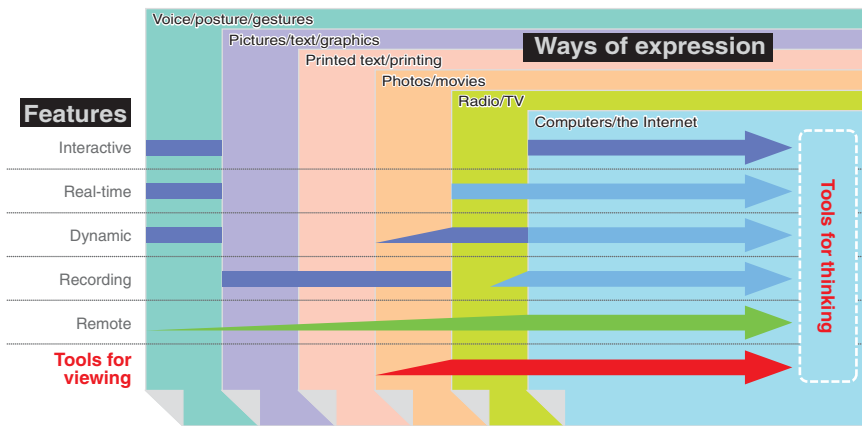 Voice/posture/gestures
Pictures/text/graphics
Ways of expression
Printed text/printing
Photos/movies
Radio/TV
Features
Computers/the Internet
Interactive
Real-time
Dynamic
Recording
Remote
Tools for
viewing
Tools for thinking